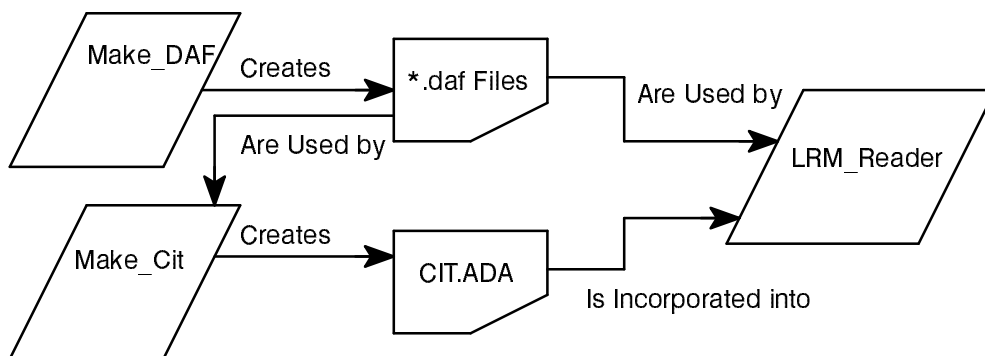 Make_DAF
Creates
*.daf Files
Are Used by
Are Used by
LRM_Reader
Make_Cit
Creates
CIT.ADA
Is Incorporated into